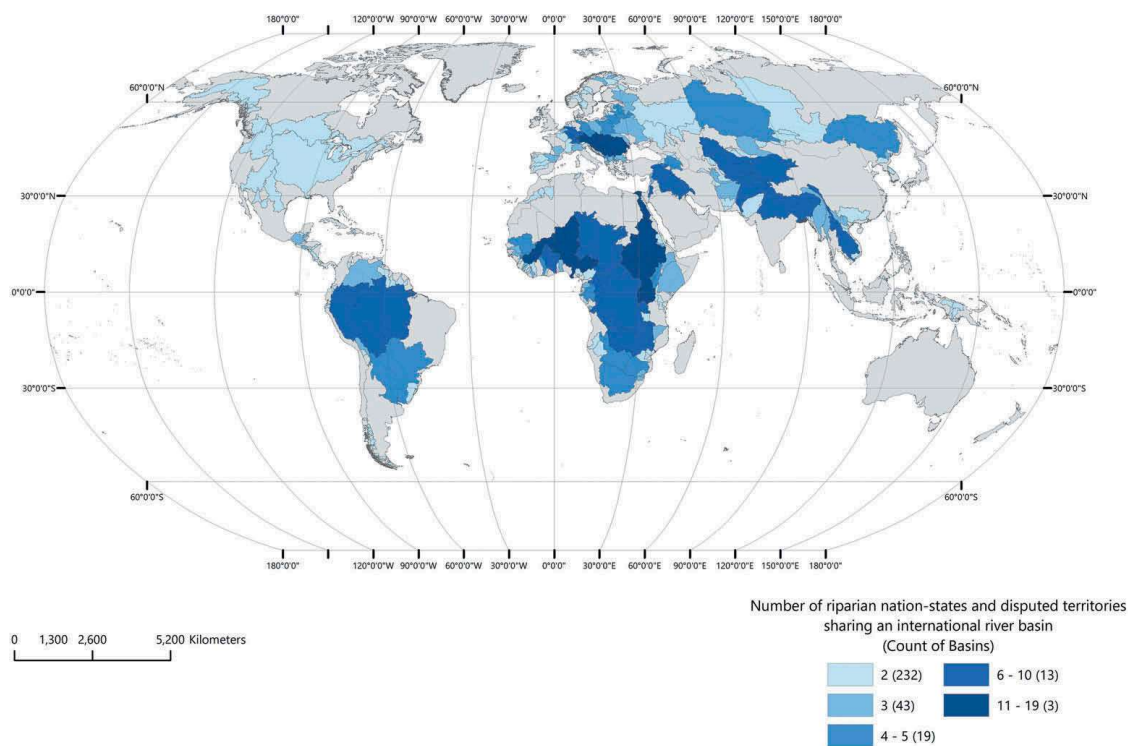 180°0'0" 120°0'0"W 90°0'0"W 60°0'0"W 30°0'0"W 0°0'0" 30°0'0"E 60°0'0"E 90°0'0"E 120°0'0"E 150°0'0"E 180°0'0"
60°0'0"N 60°0'0"N
30°0'0"N 30°0'0"N
0°0'0" 0°0'0"
30°0'0"S 30°0'0"S
60°0'0"S 60°0'0"S
180°0'0" 120°0'0"W 90°0'0"W 60°0'0"W 30°0'0"W 0°0'0" 30°0'0"E 60°0'0"E 90°0'0"E 120°0'0"E 150°0'0"E 180°0'0"
0 1,300 2,600 5,200 Kilometers
Number of riparian nation-states and disputed territories
sharing an international river basin
(Count of Basins)
2 (232) 6 - 10 (13)
3 (43) 11 - 19 (3)
4 - 5 (19)